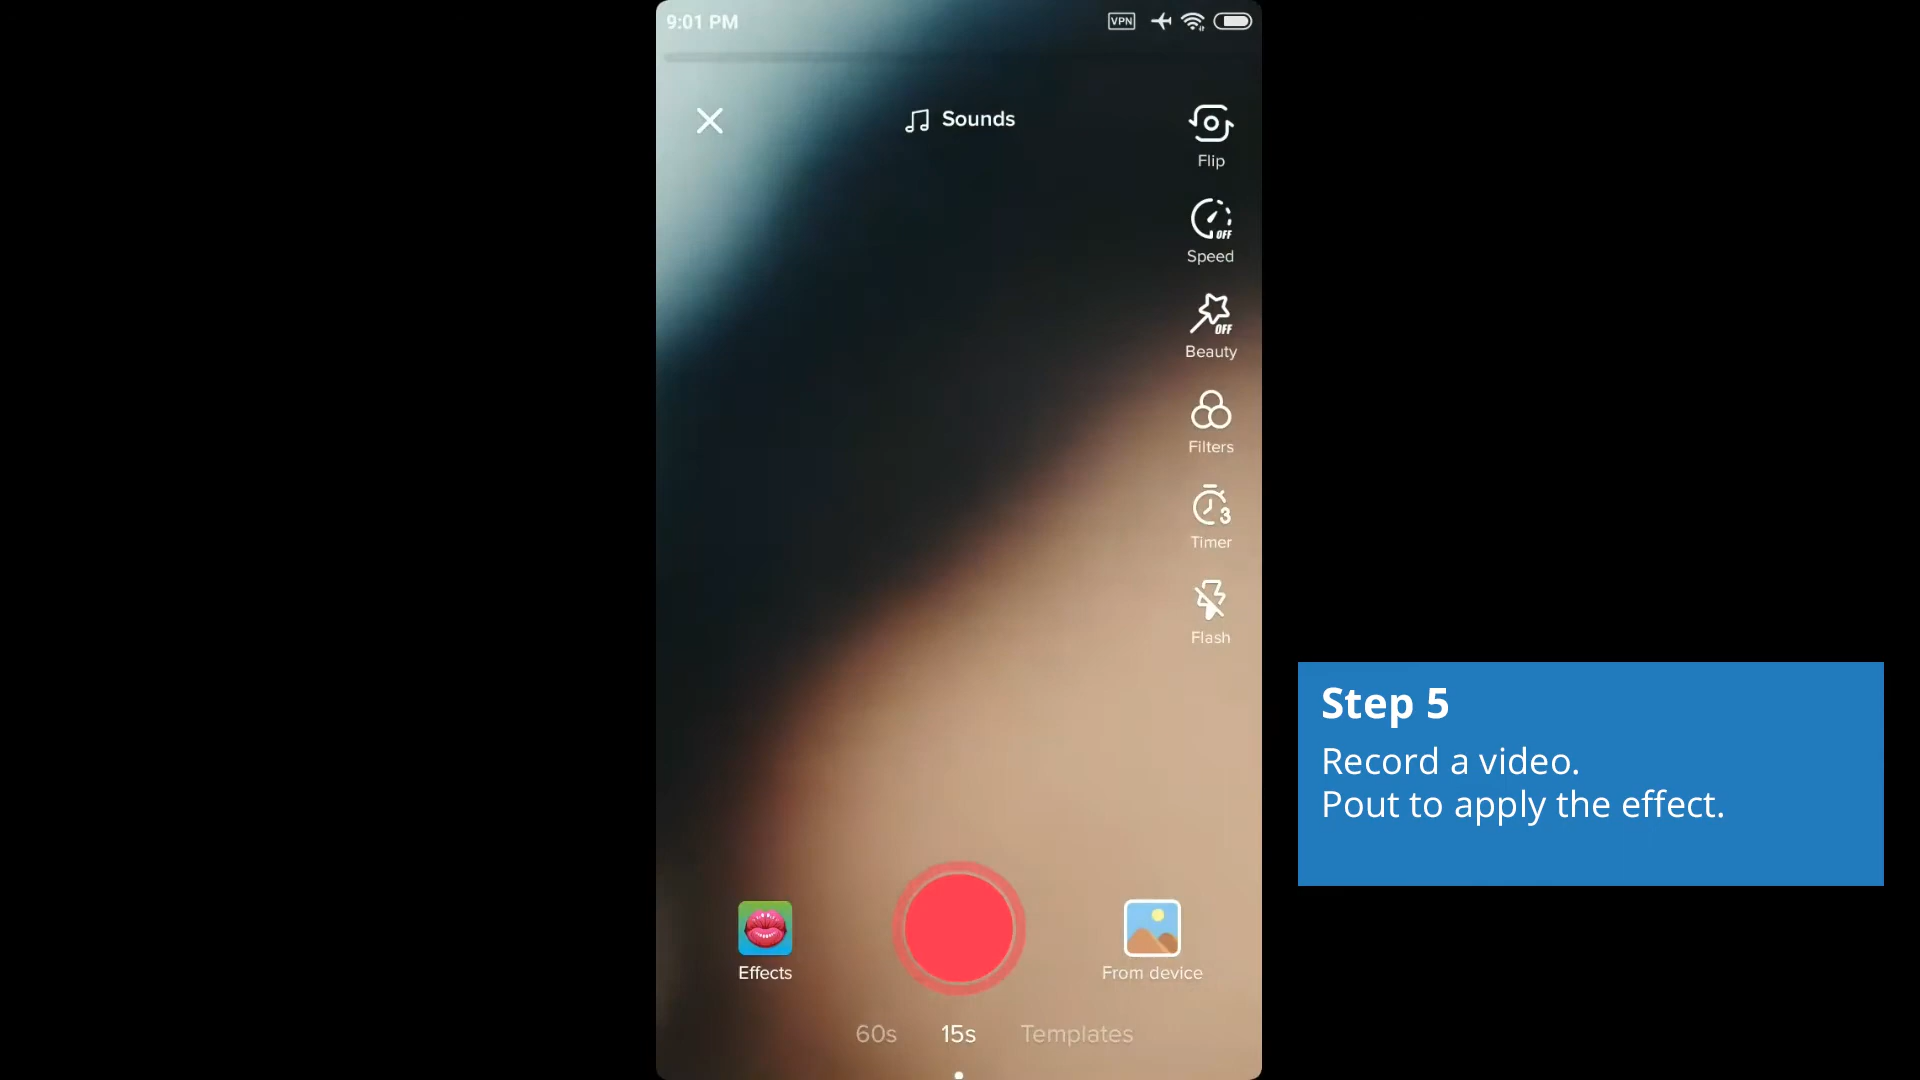 9:01 PM
VPN
Sounds
Flip
OFF
Speed
OFF
Beauty
Filters
3
Timer
Flash
Step 5
Record a video.
Pout to apply the effect.
Effects
From device
60s 15s Templates